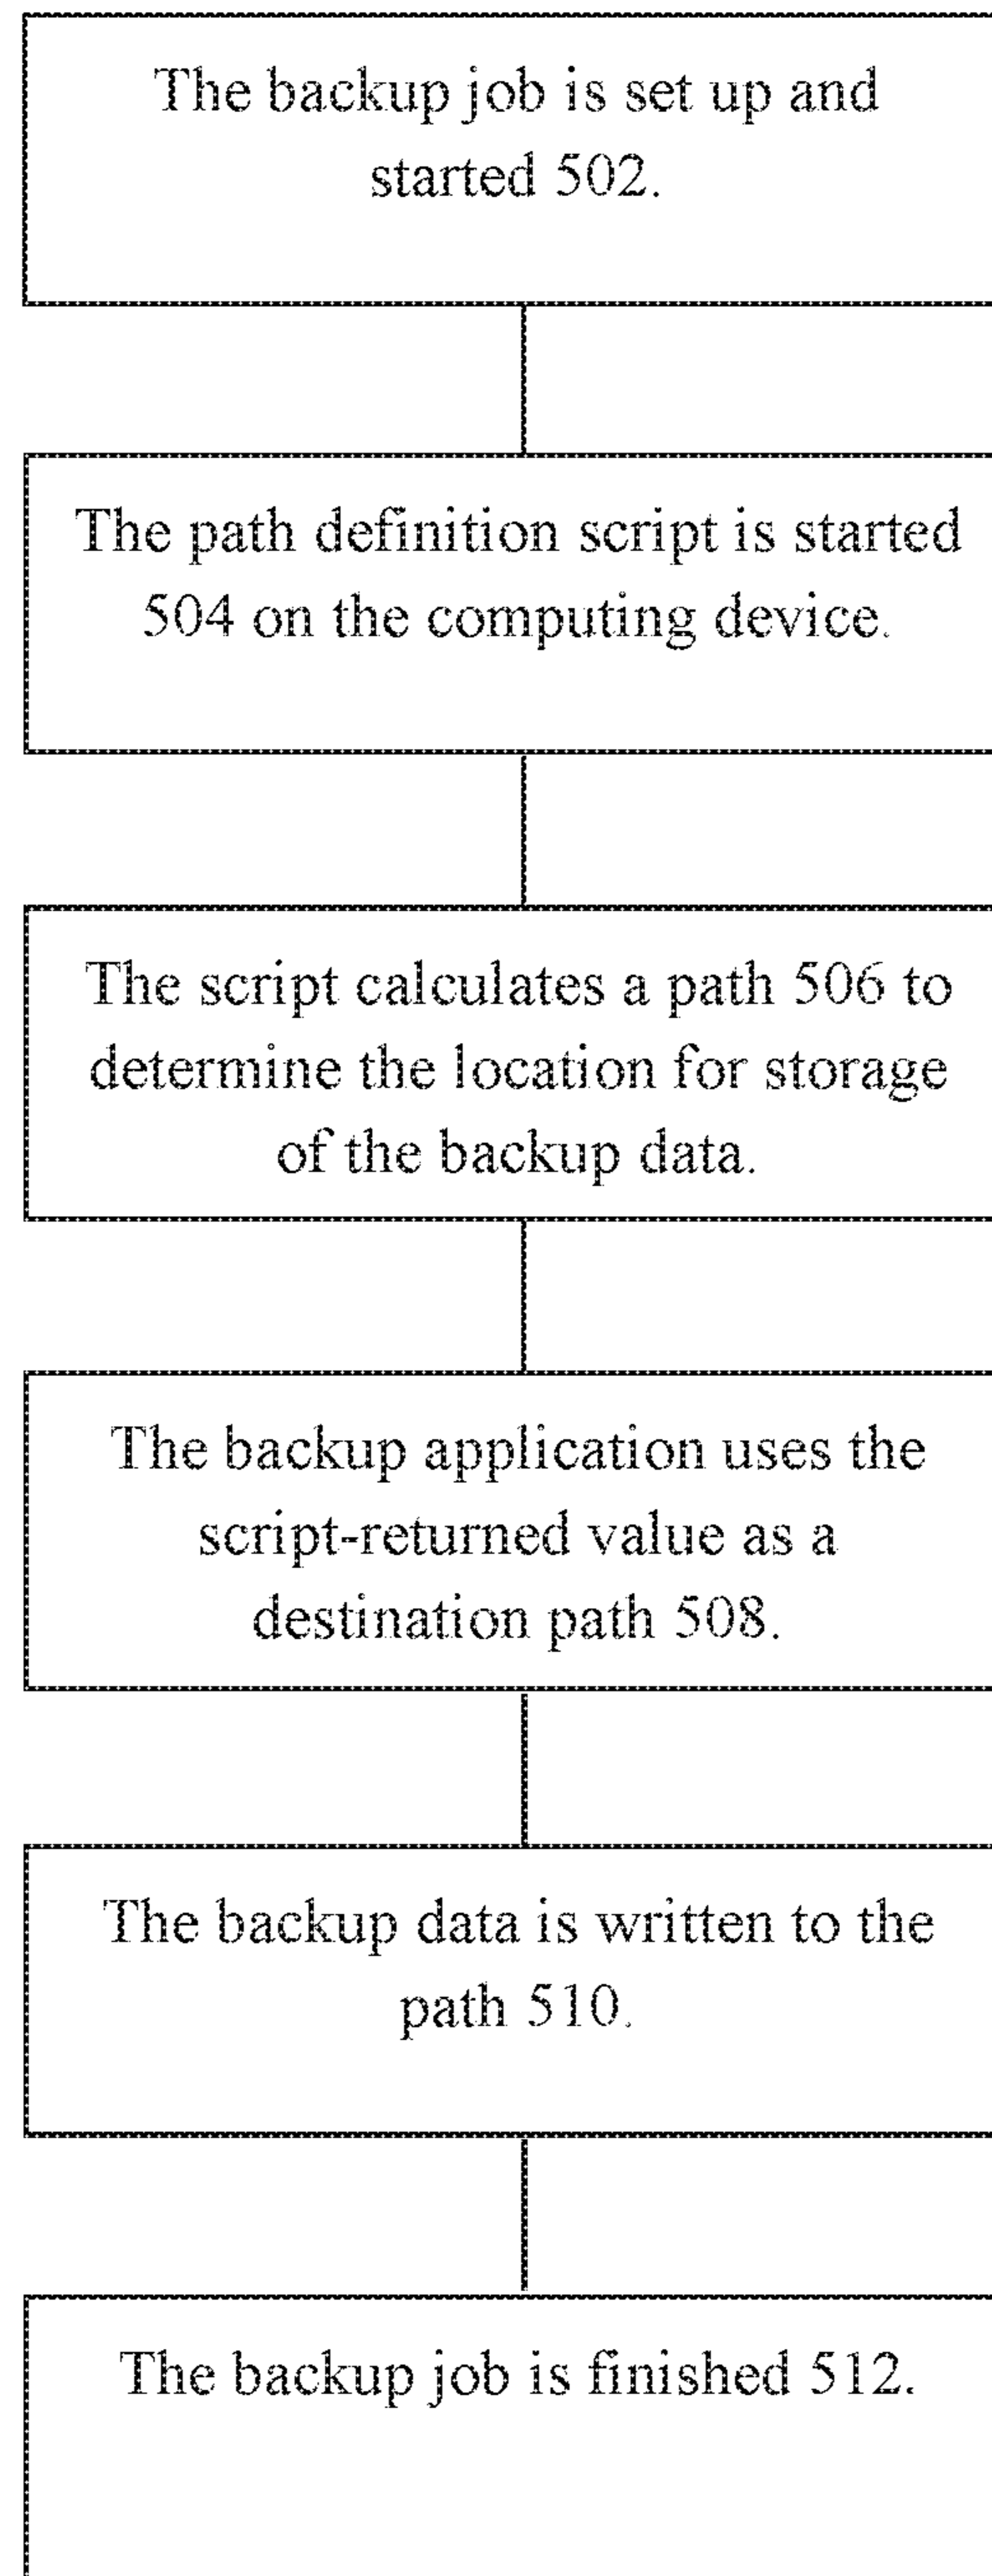 The backup job is set up and
started 502.
The path definition script is started
504 on the computing device.
The script calculates a path 506 to
determine the location for storage
of the backup data.
The backup application uses the
script-returned value as a
destination path 508.
The backup data is written to the
path 510.
The backup job is finished 512.